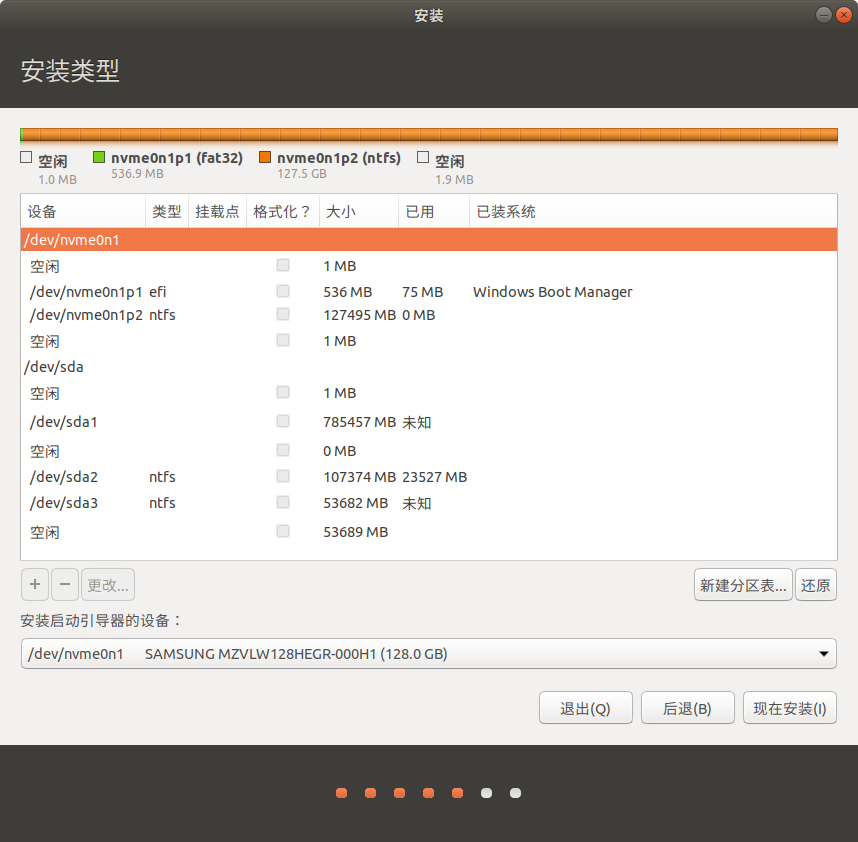 安装
安装类型
空闲 nvme0n1p1 (fat32) nvme0n1p2 (ntfs) 空闲
1.0 MB 536.9 MB 127.5 GB 1.9 MB
设备 类型 挂载点 格式化？ 大小 已用 已装系统
/dev/nvme0n1
空闲 1 MB
/dev/nvme0n1p1 efi 536 MB 75 MB Windows Boot Manager
/dev/nvme0n1p2 ntfs 127495 MB 0 MB
空闲 1 MB
/dev/sda
空闲 1 MB
/dev/sda1 785457 MB 未知
空闲 0 MB
/dev/sda2 ntfs 107374 MB 23527 MB
/dev/sda3 ntfs 53682 MB 未知
空闲 53689 MB
+ − 更改... 新建分区表... 还原
安装启动引导器的设备：
/dev/nvme0n1 SAMSUNG MZVLW128HEGR-000H1 (128.0 GB)
退出(Q) 后退(B) 现在安装(I)